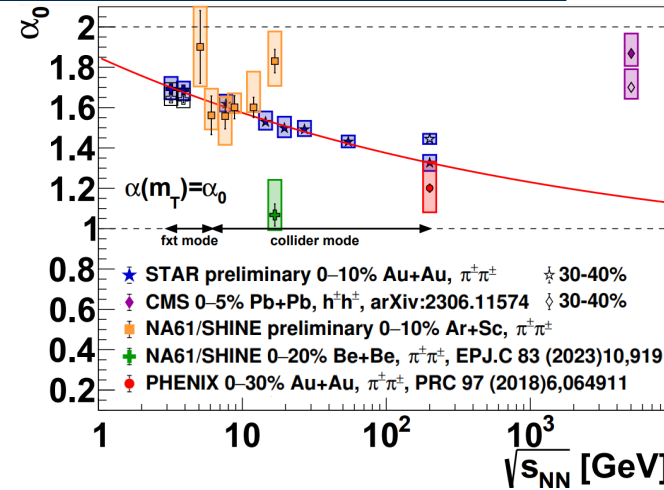 α₀
2
1.8
1.6
1.4
1.2
1
0.8
0.6
0.4
0.2
α(m_T)=α₀
fxt mode
collider mode
STAR preliminary 0–10% Au+Au, π±π± 30-40%
CMS 0–5% Pb+Pb, h±h±, arXiv:2306.11574 30-40%
NA61/SHINE preliminary 0–10% Ar+Sc, π±π±
NA61/SHINE 0–20% Be+Be, π±π±, EPJ.C 83 (2023)10,919
PHENIX 0–30% Au+Au, π±π±, PRC 97 (2018)6,064911
1 10 10² 10³
√s_NN [GeV]